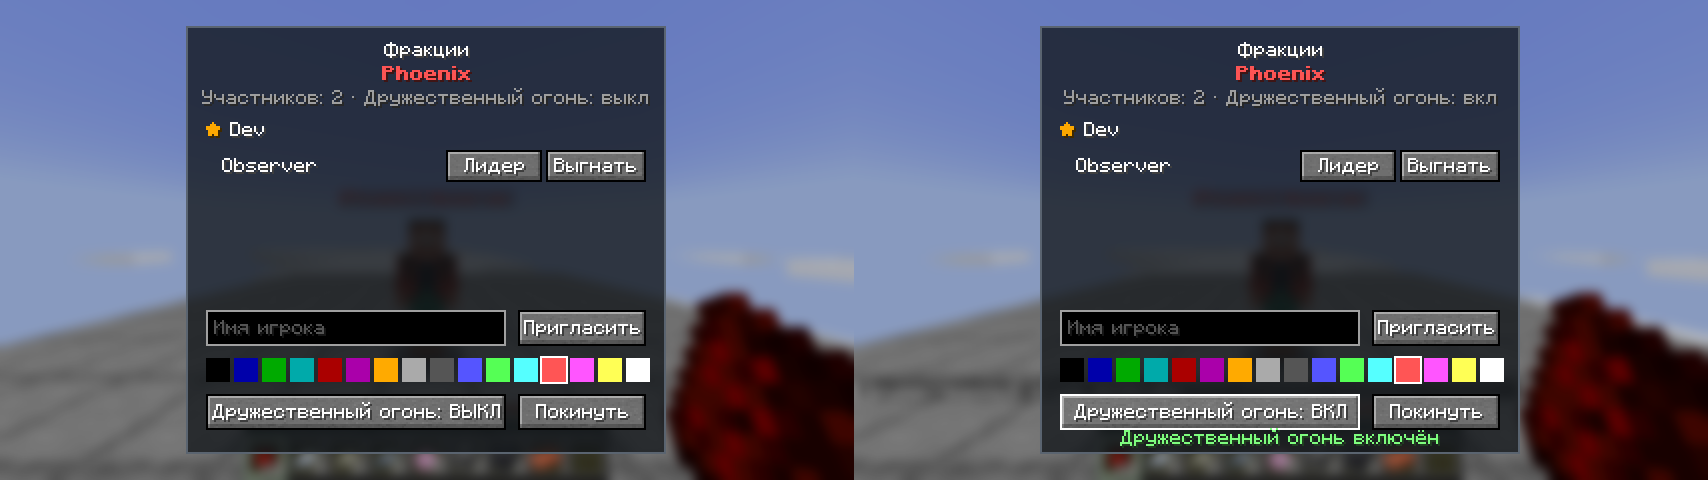 Фракции
Phoenix
Участников: 2 · Дружественный огонь: выкл
Dev
Observer
Лидер
Выгнать
Имя игрока
Пригласить
Дружественный огонь: ВЫКЛ
Покинуть
Фракции
Phoenix
Участников: 2 · Дружественный огонь: вкл
Dev
Observer
Лидер
Выгнать
Имя игрока
Пригласить
Дружественный огонь: ВКЛ
Покинуть
Дружественный огонь включён